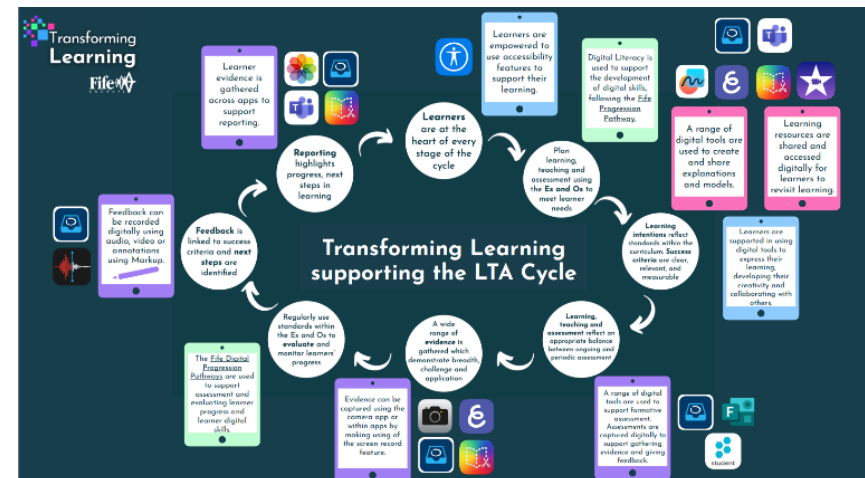 Transforming
Learning
Fife
Learner
evidence is
gathered
across apps to
support
reporting.
Learners are
empowered to
use accessibility
features to
support their
learning.
Digital Literacy is
used to support
the development
of digital skills,
following the Fife
Progression
Pathway.
A range of
digital tools are
used to create
and share
explanations
and models.
Learning
resources are
shared and
accessed
digitally for
learners to
revisit learning.
Learners
are at the
heart of every
stage of the
cycle
Plan
learning,
teaching and
assessment using
the Es and Os to
meet learner
needs
Learning
intentions reflect
standards within the
curriculum. Success
criteria are clear,
relevant, and
measurable
Learners are
supported in using
digital tools to
express their
learning,
developing their
creativity and
collaborating with
others.
Learning,
teaching and
assessment reflect an
appropriate balance
between ongoing and
periodic assessment
A range of digital
tools are used to
support formative
assessment.
Assessments are
captured digitally to
support gathering
evidence and giving
feedback.
student
A wide
range of
evidence is
gathered which
demonstrate breadth,
challenge and
application
Evidence can be
captured using the
camera app or
within apps by
making using of
the screen record
feature.
Regularly use
standards within
the Es and Os to
evaluate and
monitor learners'
progress
The Fife Digital
Progression
Pathways are used
to support
assessment and
evaluating learner
progress and
learner digital
skills.
Feedback is
linked to success
criteria and next
steps are
identified
Feedback can
be recorded
digitally using
audio, video or
annotations
using Markup.
Reporting
highlights
progress, next
steps in
learning
Transforming Learning
supporting the LTA Cycle